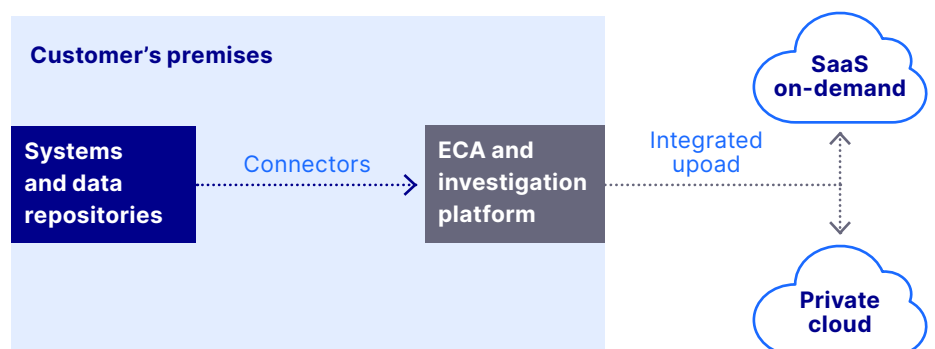 Customer’s premises
SaaS
on-demand
Systems
and data
repositories
Connectors
ECA and
investigation
platform
Integrated
upoad
Private
cloud